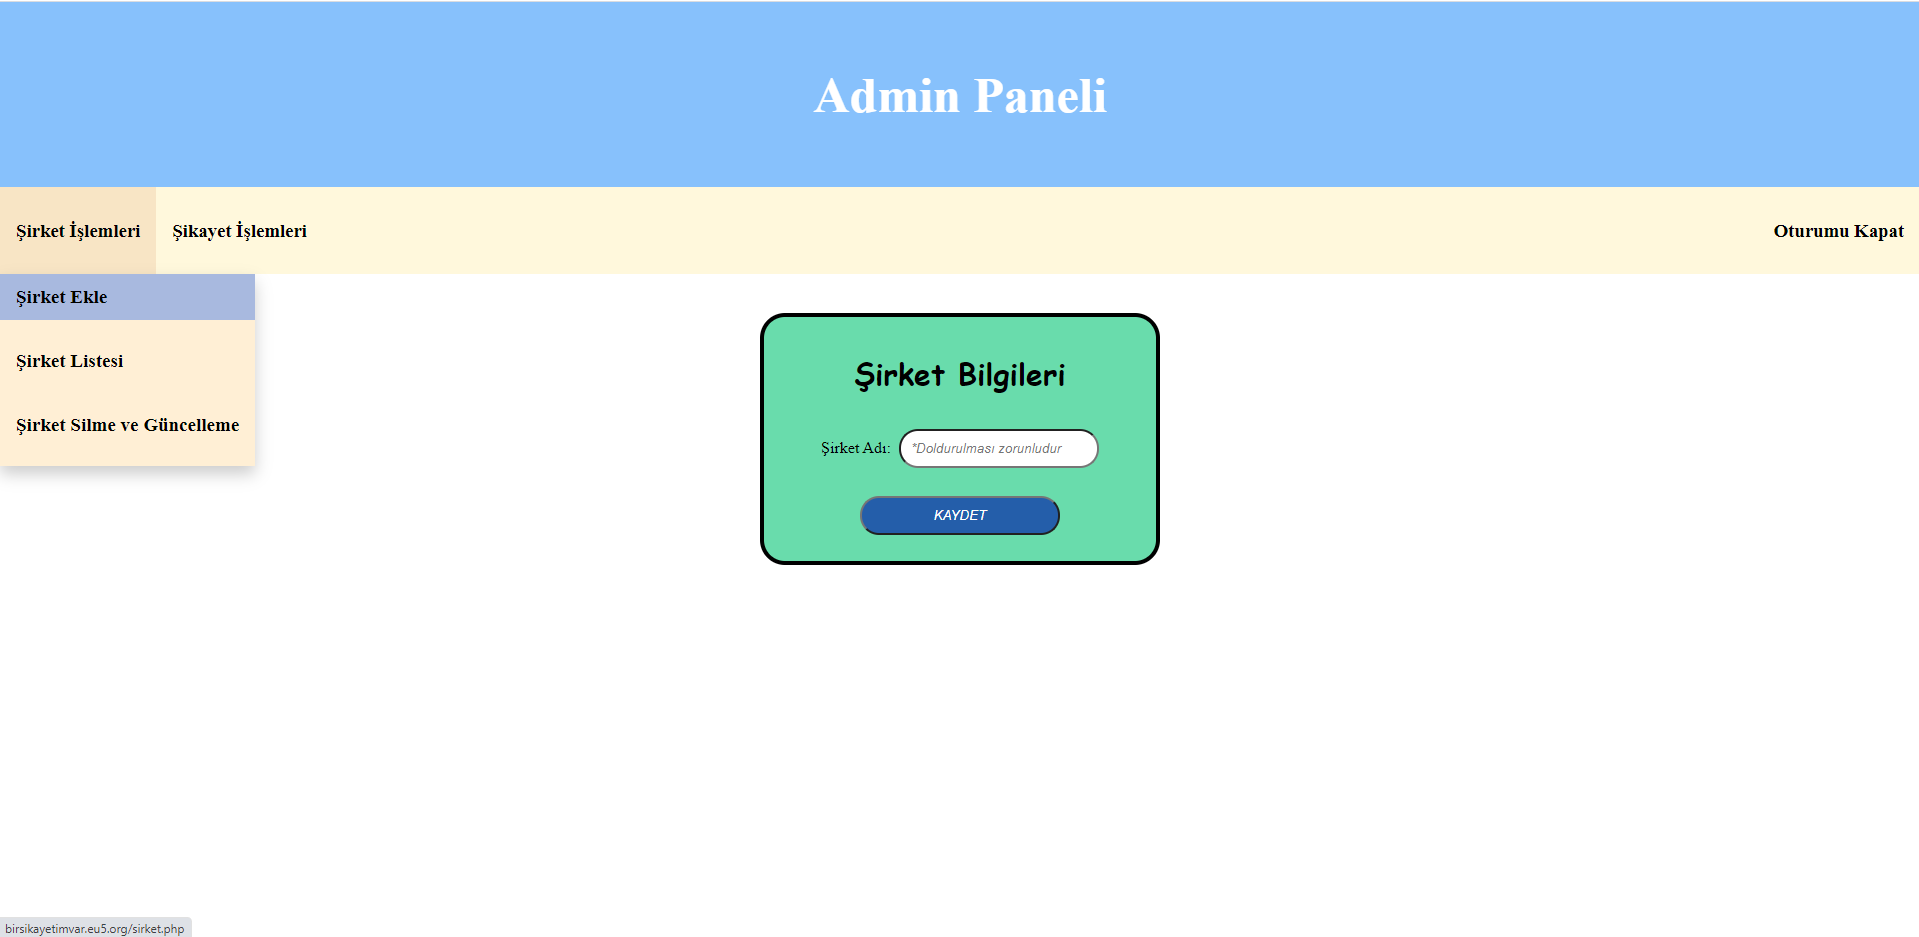 Admin Paneli
Şirket İşlemleri
Şikayet İşlemleri
Oturumu Kapat
Şirket Ekle
Şirket Listesi
Şirket Silme ve Güncelleme
Şirket Bilgileri
Şirket Adı: *Doldurulması zorunludur
KAYDET
birsikayetimvar.eu5.org/sirket.php